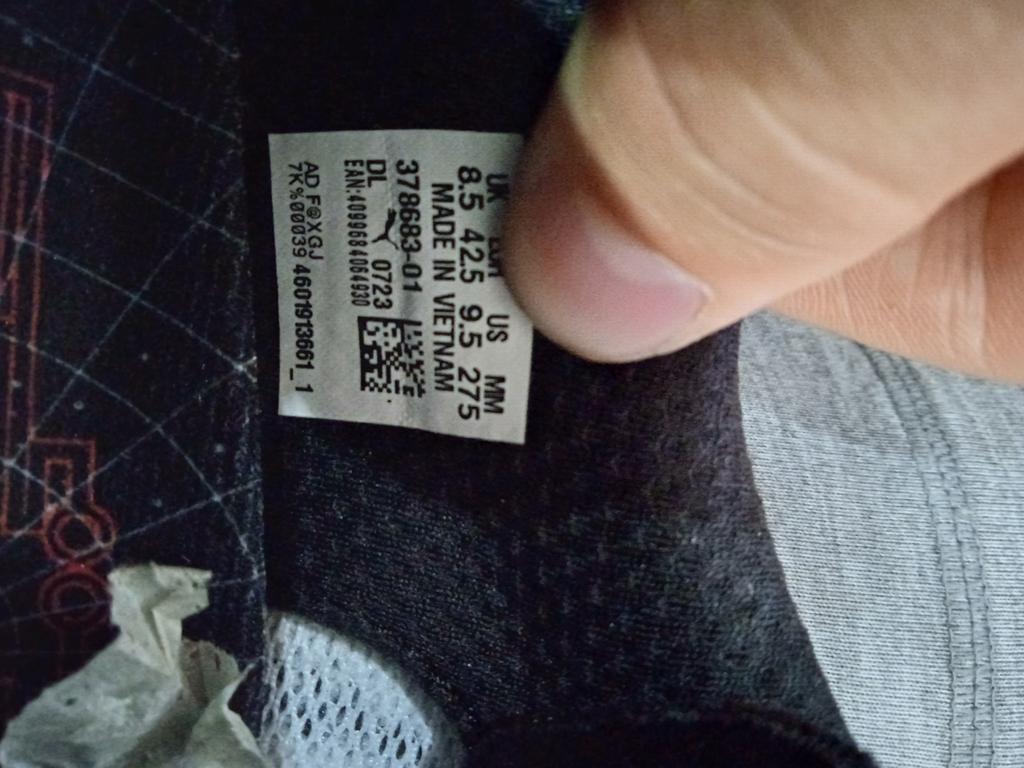 UK EUR US MM
8.5 42.5 9.5 275
MADE IN VIETNAM
378683-01
DL 0723
EAN:4099684064930
AD F@XGJ
7K%00039 4601913661_1